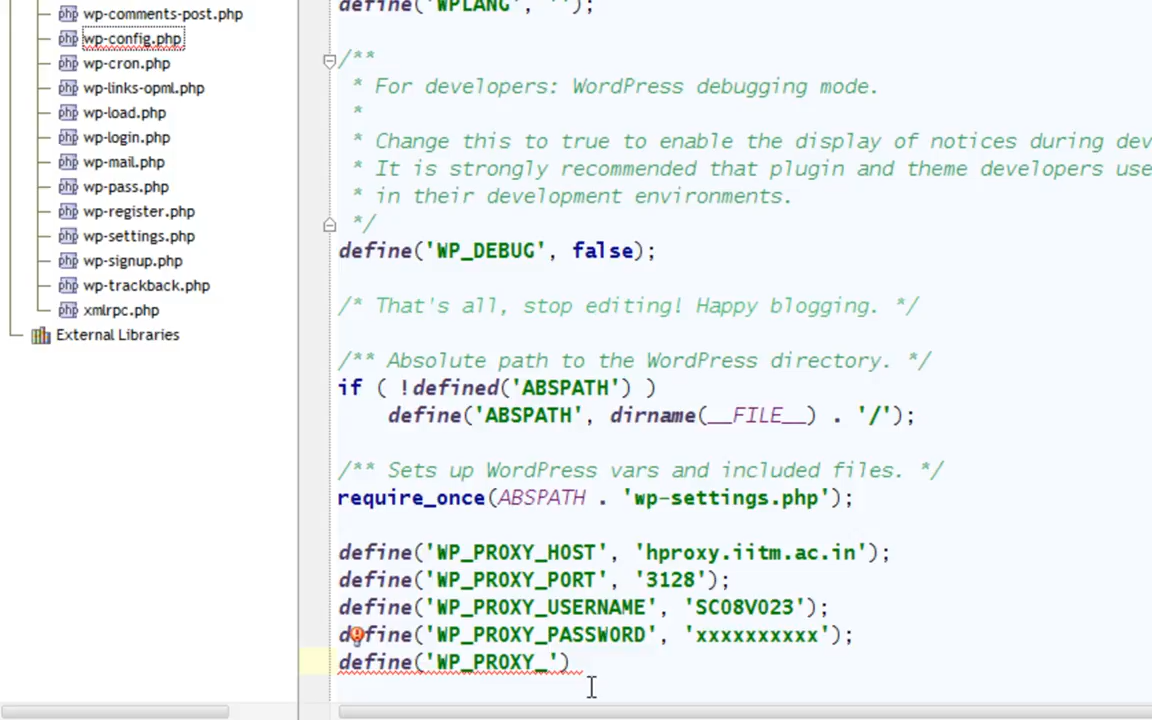 wp-comments-post.php
wp-config.php
wp-cron.php
wp-links-opml.php
wp-load.php
wp-login.php
wp-mail.php
wp-pass.php
wp-register.php
wp-settings.php
wp-signup.php
wp-trackback.php
xmlrpc.php
External Libraries
define('WPLANG', '');
/**
* For developers: WordPress debugging mode.
*
* Change this to true to enable the display of notices during dev
* It is strongly recommended that plugin and theme developers use
* in their development environments.
*/
define('WP_DEBUG', false);
/* That's all, stop editing! Happy blogging. */
/** Absolute path to the WordPress directory. */
if ( !defined('ABSPATH') )
define('ABSPATH', dirname(__FILE__) . '/');
/** Sets up WordPress vars and included files. */
require_once(ABSPATH . 'wp-settings.php');
define('WP_PROXY_HOST', 'hproxy.iitm.ac.in');
define('WP_PROXY_PORT', '3128');
define('WP_PROXY_USERNAME', 'SC08V023');
define('WP_PROXY_PASSWORD', 'xxxxxxxxxx');
define('WP_PROXY_')